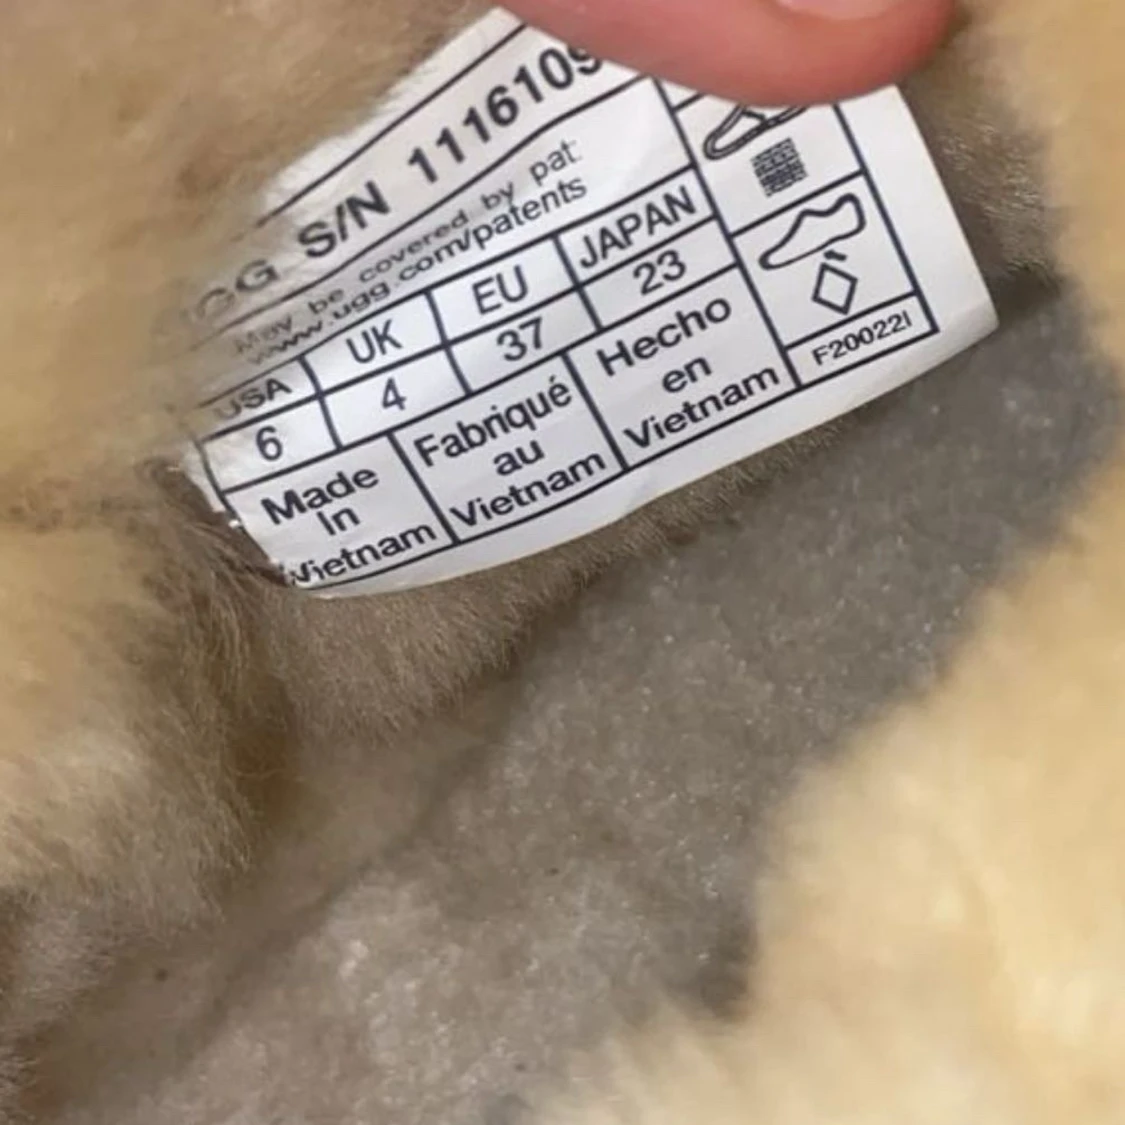 UGG S/N 1116109
May be covered by pat:
www.ugg.com/patents
USA UK EU JAPAN
6 4 37 23
Made In Vietnam
Fabriqué au Vietnam
Hecho en Vietnam
F20022I